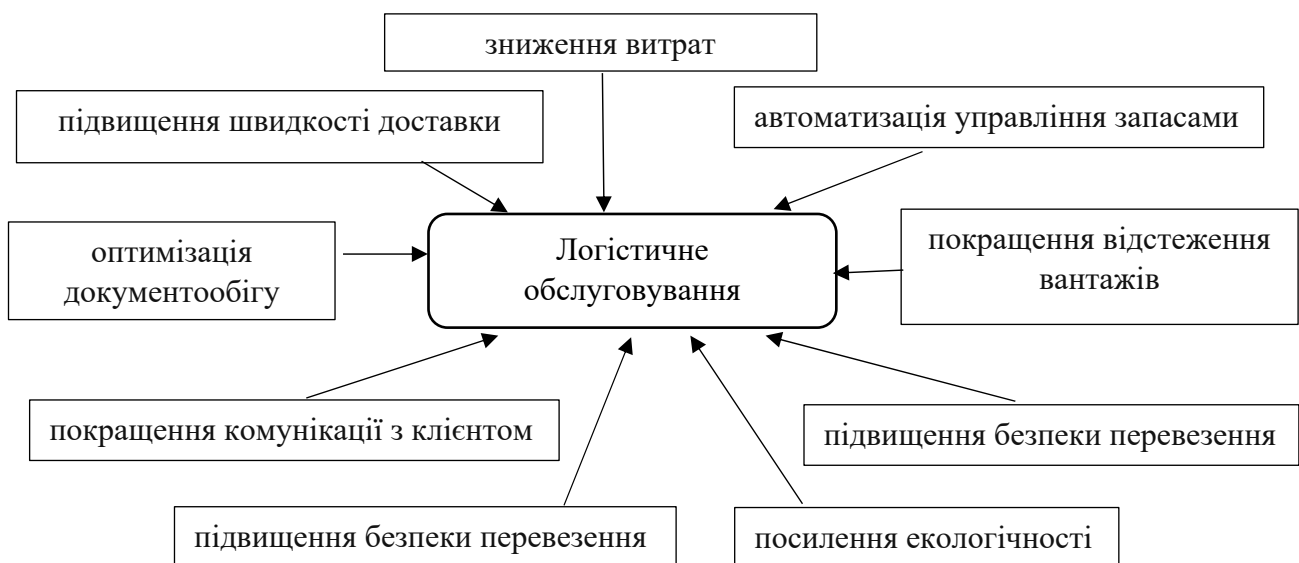 зниження витрат
підвищення швидкості доставки
автоматизація управління запасами
оптимізація
документообігу
Логістичне
обслуговування
покращення відстеження
вантажів
покращення комунікації з клієнтом
підвищення безпеки перевезення
підвищення безпеки перевезення
посилення екологічності